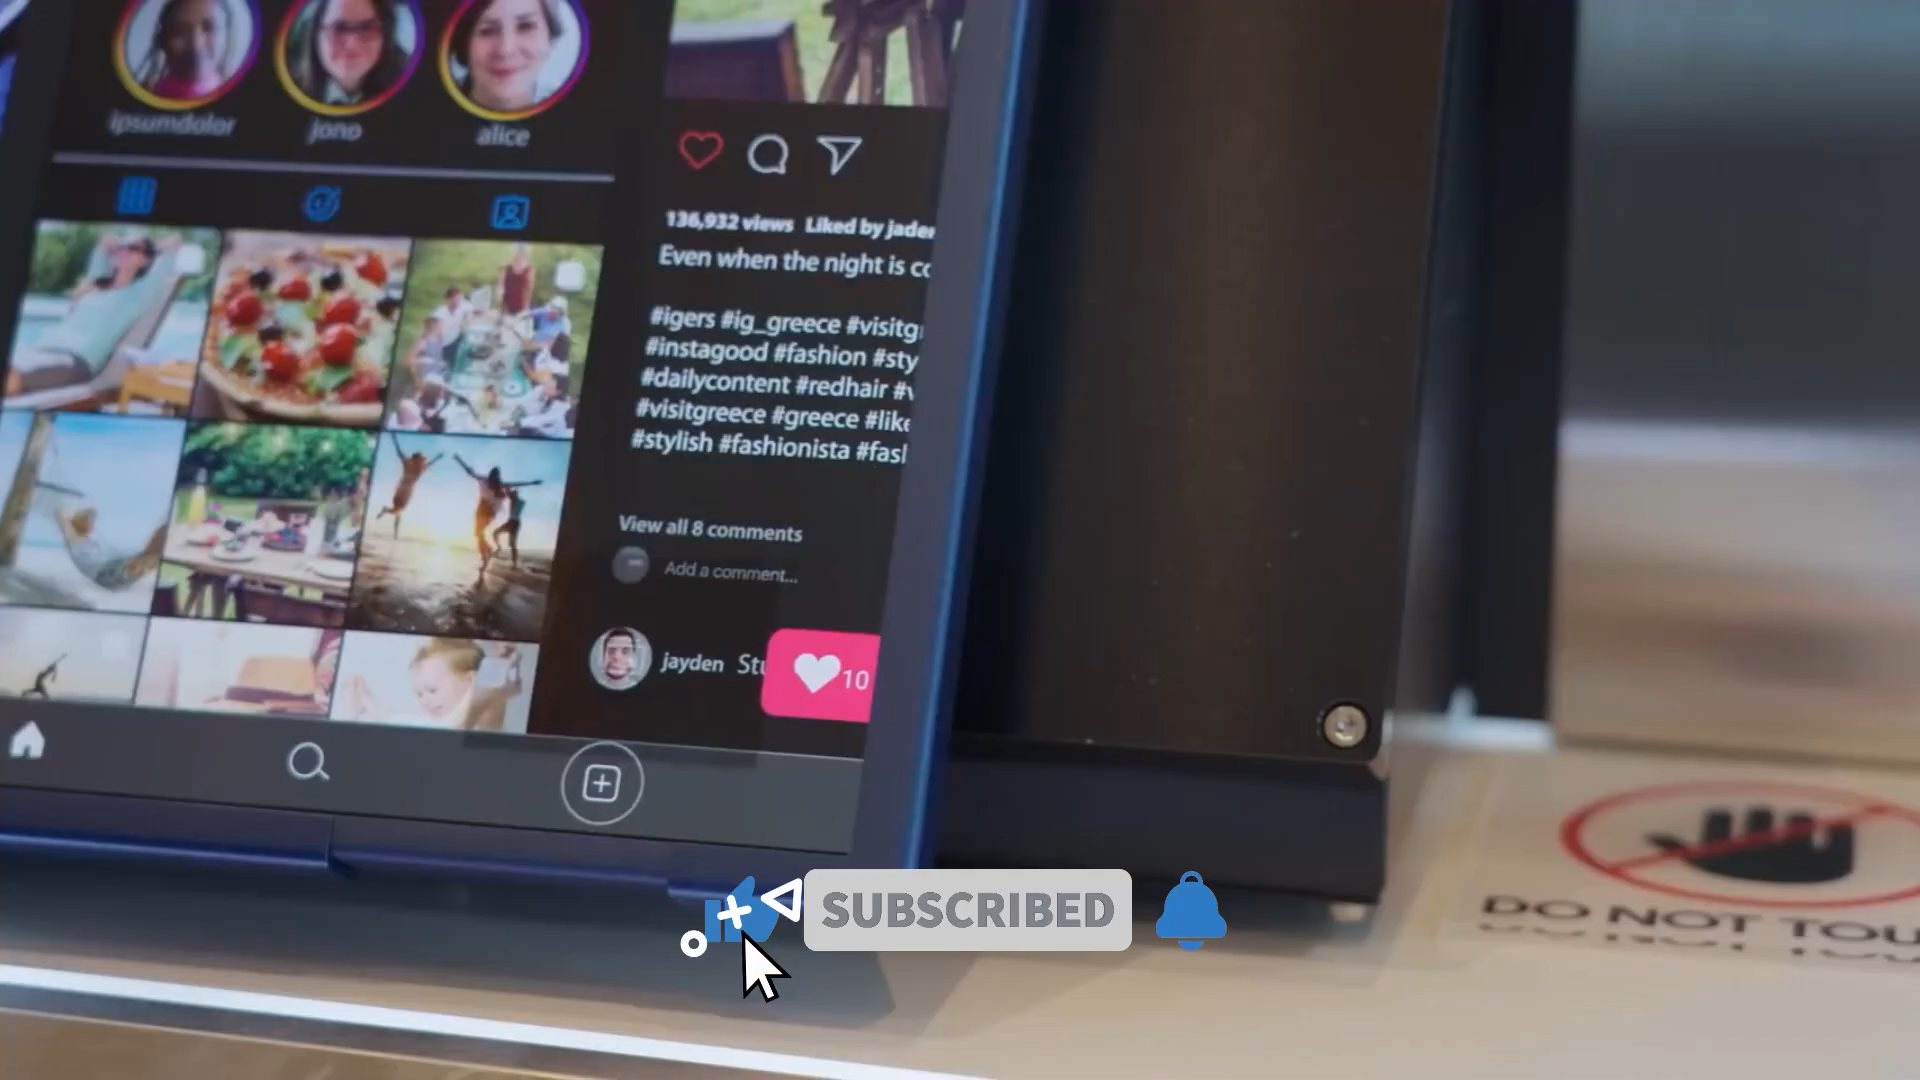 ipsumdolor
jono
alice
136,932 views Liked by jaden
Even when the night is co
#igers #ig_greece #visitg
#instagood #fashion #sty
#dailycontent #redhair #v
#visitgreece #greece #like
#stylish #fashionista #fas
View all 8 comments
Add a comment...
jayden Stu
10
SUBSCRIBED
DO NOT TOU